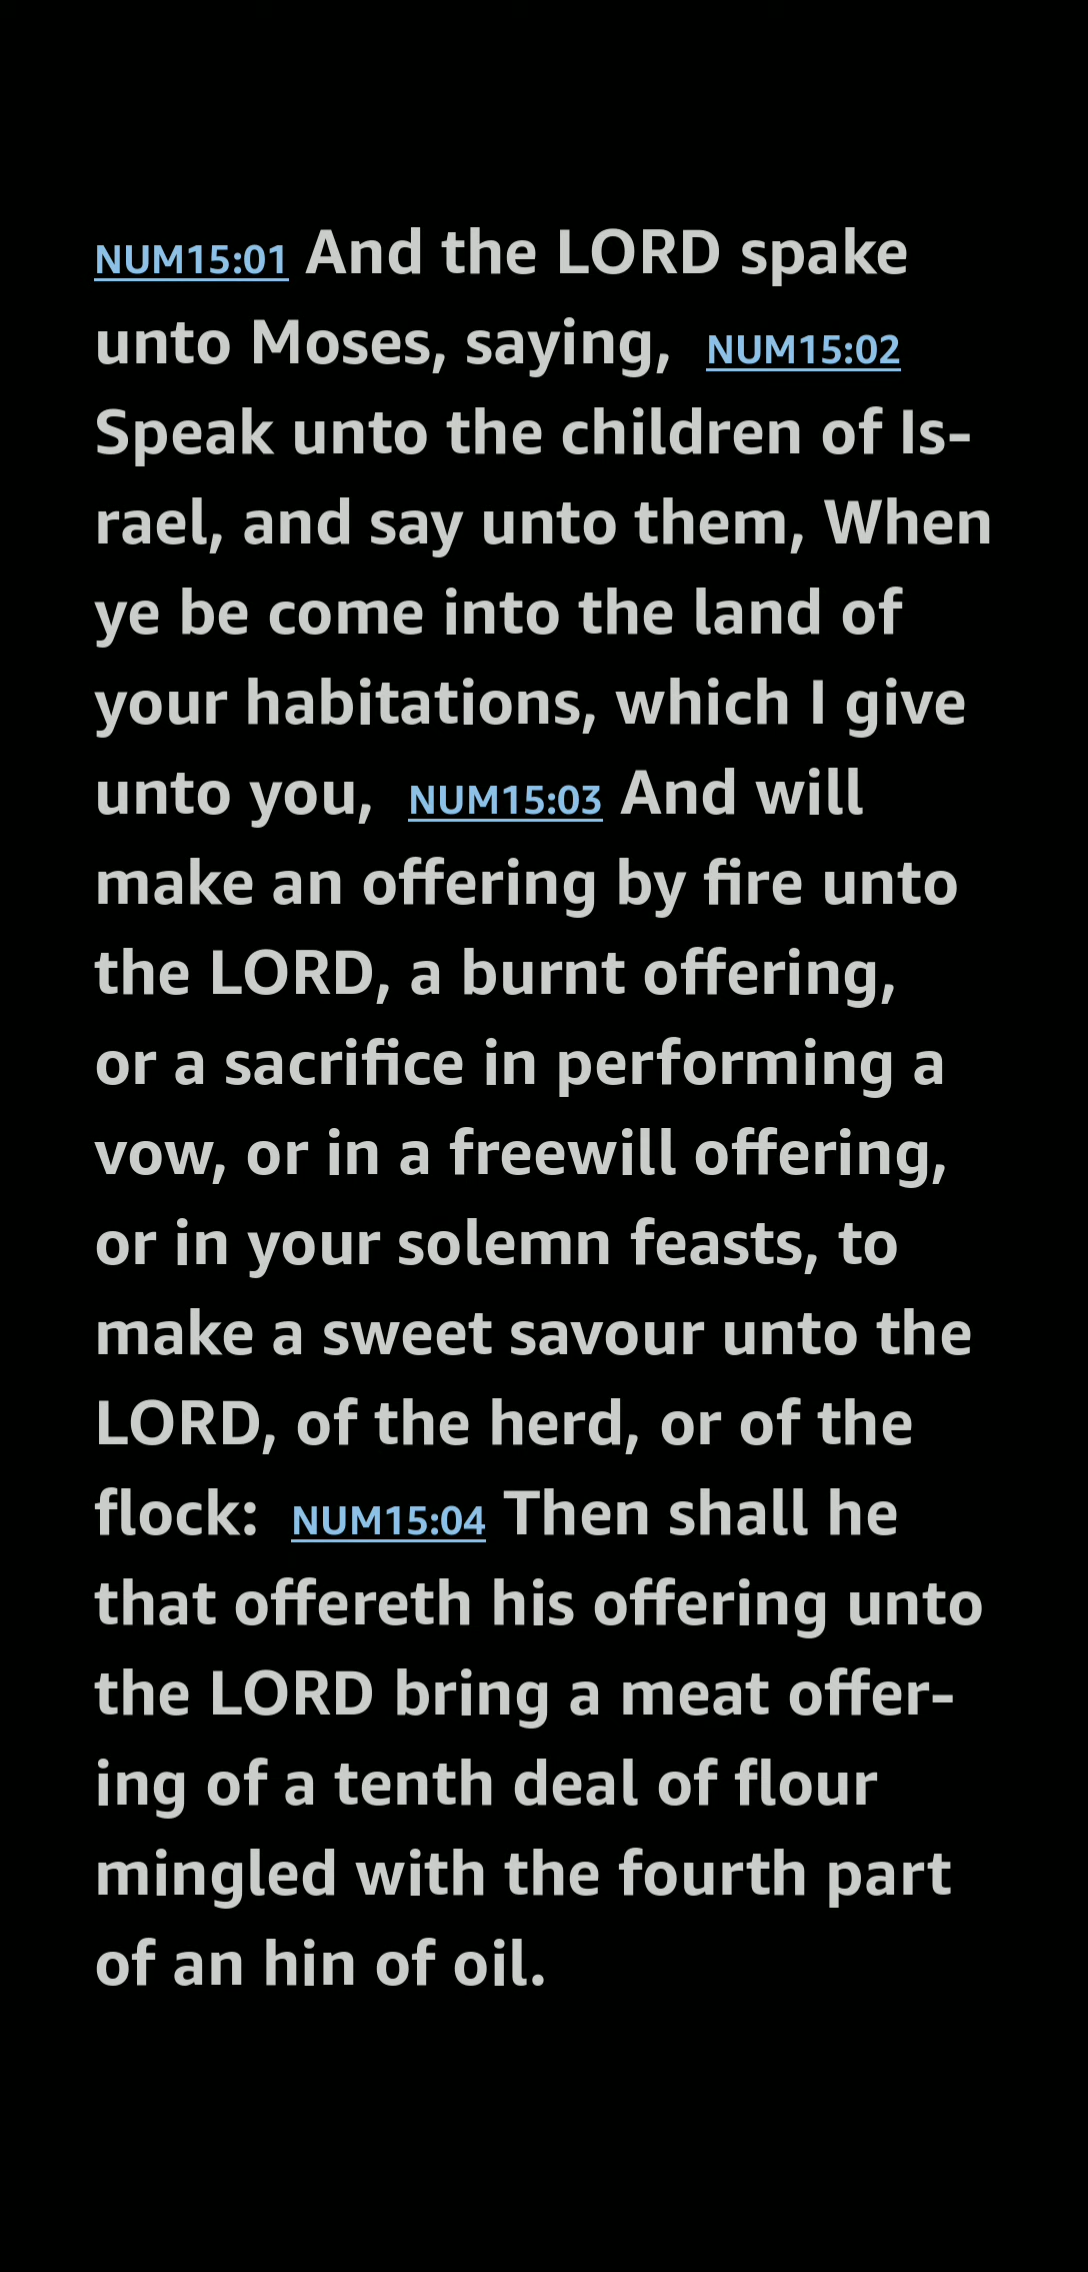 NUM15:01 And the LORD spake
unto Moses, saying, NUM15:02
Speak unto the children of Is-
rael, and say unto them, When
ye be come into the land of
your habitations, which I give
unto you, NUM15:03 And will
make an offering by fire unto
the LORD, a burnt offering,
or a sacrifice in performing a
vow, or in a freewill offering,
or in your solemn feasts, to
make a sweet savour unto the
LORD, of the herd, or of the
flock: NUM15:04 Then shall he
that offereth his offering unto
the LORD bring a meat offer-
ing of a tenth deal of flour
mingled with the fourth part
of an hin of oil.